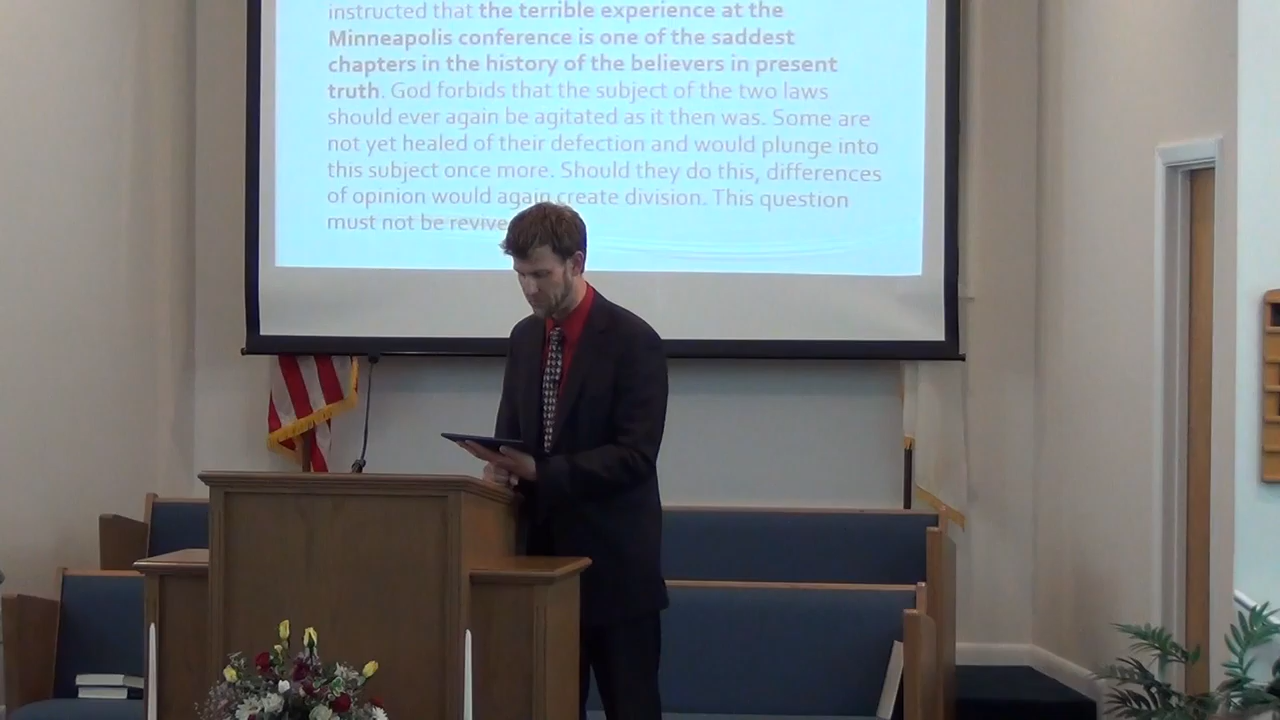 instructed that the terrible experience at the
Minneapolis conference is one of the saddest
chapters in the history of the believers in present
truth. God forbids that the subject of the two laws
should ever again be agitated as it then was. Some are
not yet healed of their defection and would plunge into
this subject once more. Should they do this, differences
of opinion would again create division. This question
must not be revive